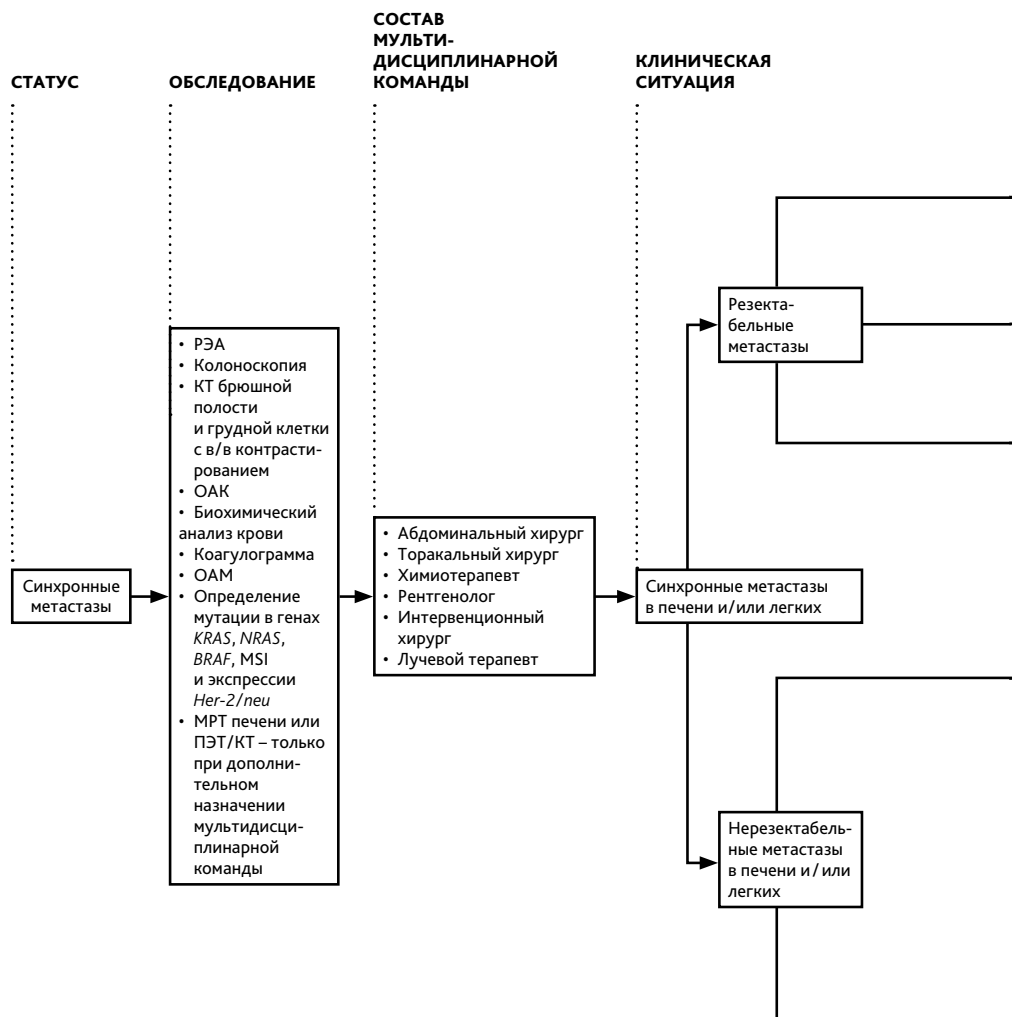 СТАТУС
ОБСЛЕДОВАНИЕ
СОСТАВ
МУЛЬТИ-
ДИСЦИПЛИНАРНОЙ
КОМАНДЫ
КЛИНИЧЕСКАЯ
СИТУАЦИЯ
Синхронные
метастазы
• РЭА
• Колоноскопия
• КТ брюшной
полости
и грудной клетки
с в/в контрасти-
рованием
• ОАК
• Биохимический
анализ крови
• Коагулограмма
• ОАМ
• Определение
мутации в генах
KRAS, NRAS,
BRAF, MSI
и экспрессии
Her-2/neu
• МРТ печени или
ПЭТ/КТ – только
при дополни-
тельном
назначении
мультидисци-
плинарной
команды
• Абдоминальный хирург
• Торакальный хирург
• Химиотерапевт
• Рентгенолог
• Интервенционный
хирург
• Лучевой терапевт
Синхронные метастазы
в печени и/или легких
Резекта-
бельные
метастазы
Нерезектабель-
ные метастазы
в печени и/или
легких